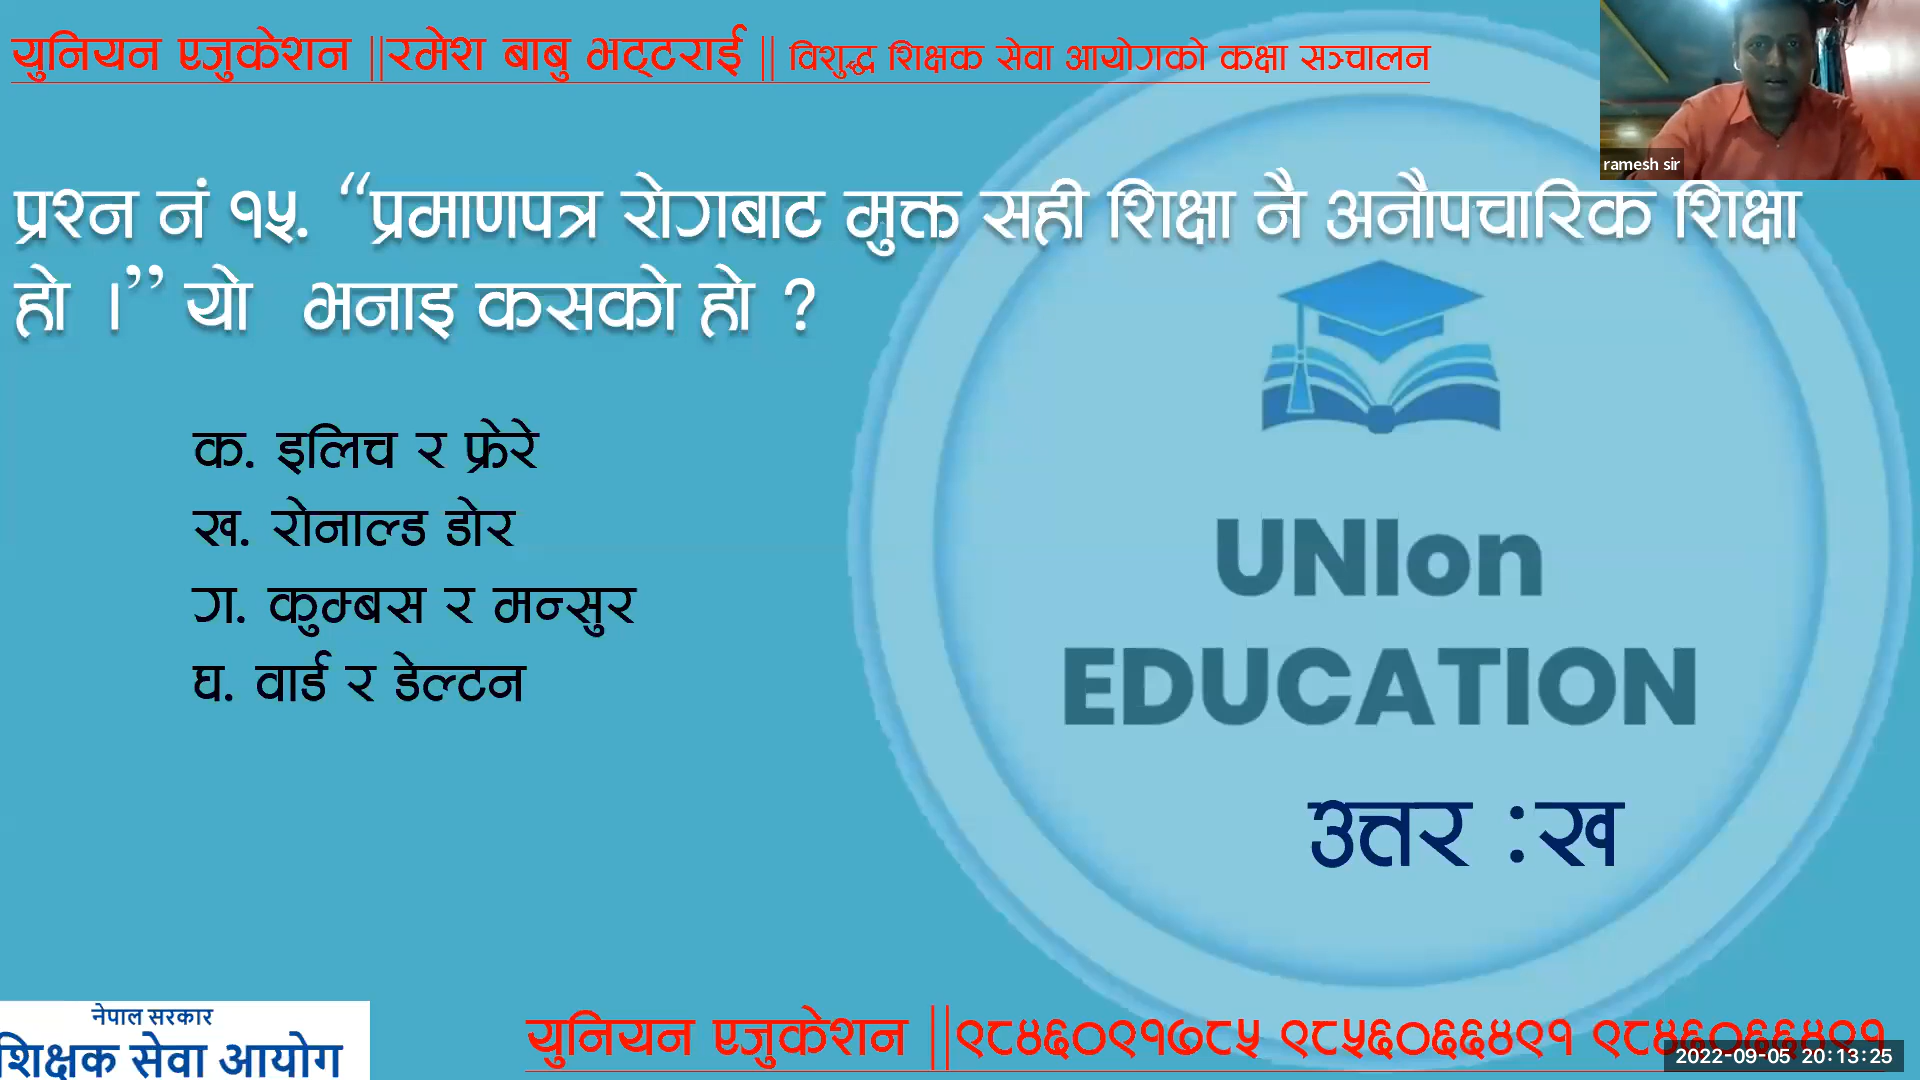 युनियन एजुकेशन ||रमेश बाबु भट्टराई || विशुद्ध शिक्षक सेवा आयोगको कक्षा सञ्चालन
ramesh sir
प्रश्न नं १५. “प्रमाणपत्र रोगबाट मुक्त सही शिक्षा नै अनौपचारिक शिक्षा
हो ।” यो भनाइ कसको हो ?
क. इलिच र फ्रेरे
ख. रोनाल्ड डोर
ग. कुम्बस र मन्सुर
घ. वार्ड र डेल्टन
UNIon
EDUCATION
उत्तर :ख
नेपाल सरकार
शिक्षक सेवा आयोग
युनियन एजुकेशन ||९८४६०९१७८५ ९८५६०६६४९१ ९८४६०६६४९१
2022-09-05 20:13:25